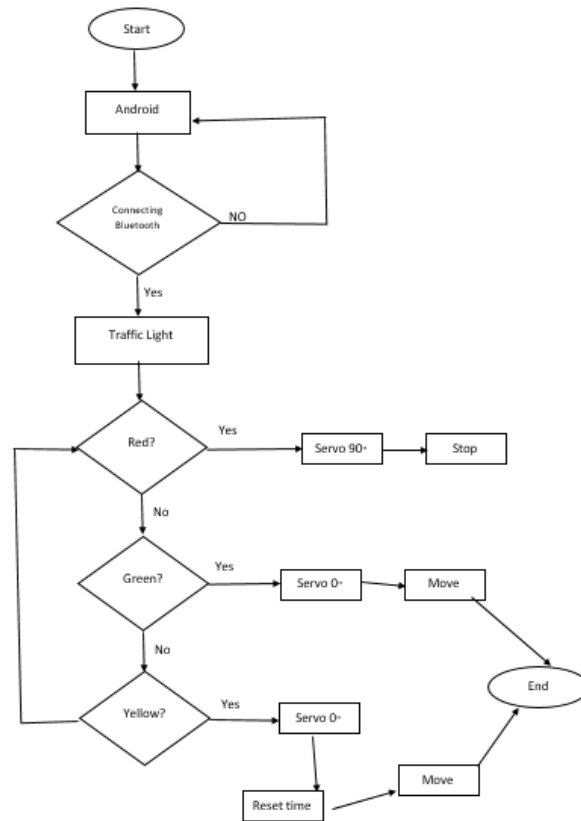 Start
Android
Connecting
Bluetooth
NO
Yes
Traffic Light
Red?
Yes
Servo 90°
Stop
No
Green?
Yes
Servo 0°
Move
No
End
Yellow?
Yes
Servo 0°
Move
Reset time